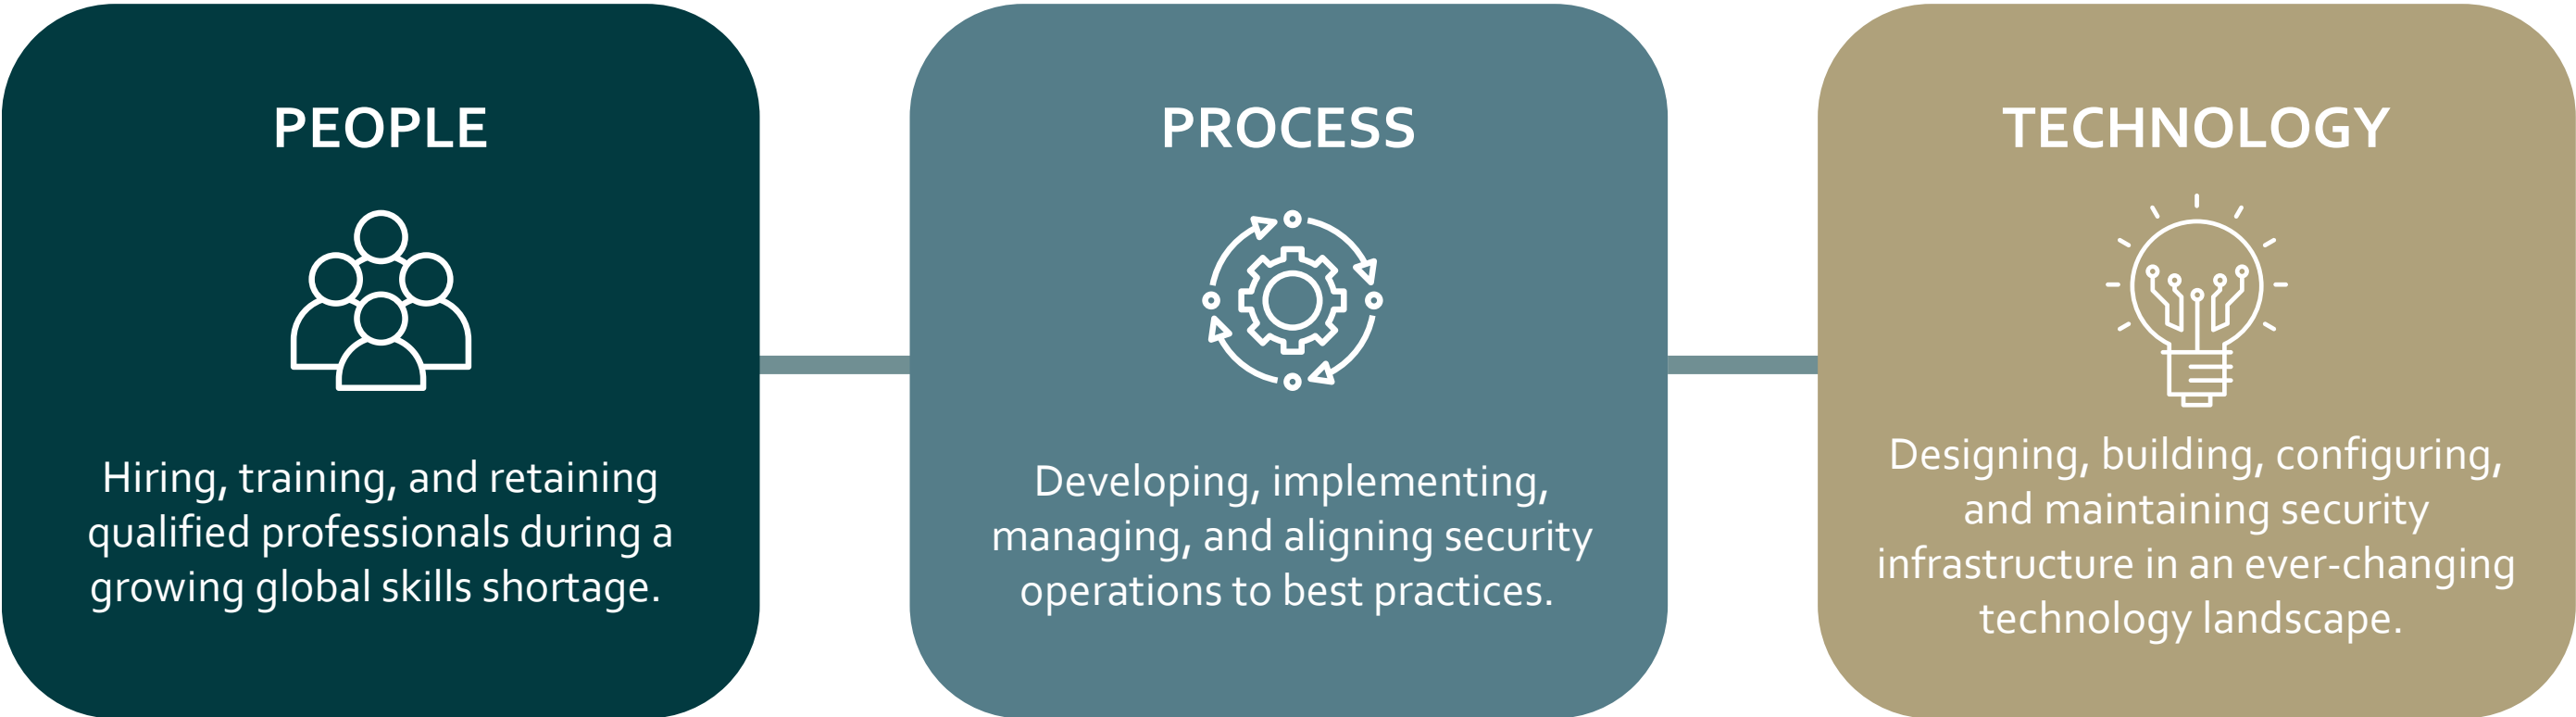 PEOPLE
Hiring, training, and retaining
qualified professionals during a
growing global skills shortage.
PROCESS
Developing, implementing,
managing, and aligning security
operations to best practices.
TECHNOLOGY
Designing, building, configuring,
and maintaining security
infrastructure in an ever-changing
technology landscape.